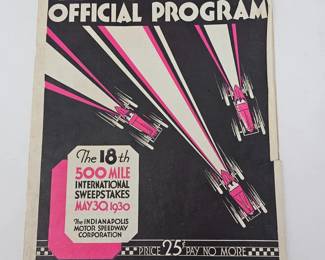 OFFICIAL PROGRAM
The 18th
500 MILE
INTERNATIONAL
SWEEPSTAKES
MAY 30, 1930
The INDIANAPOLIS
MOTOR SPEEDWAY
CORPORATION
PRICE 25¢ PAY NO MORE